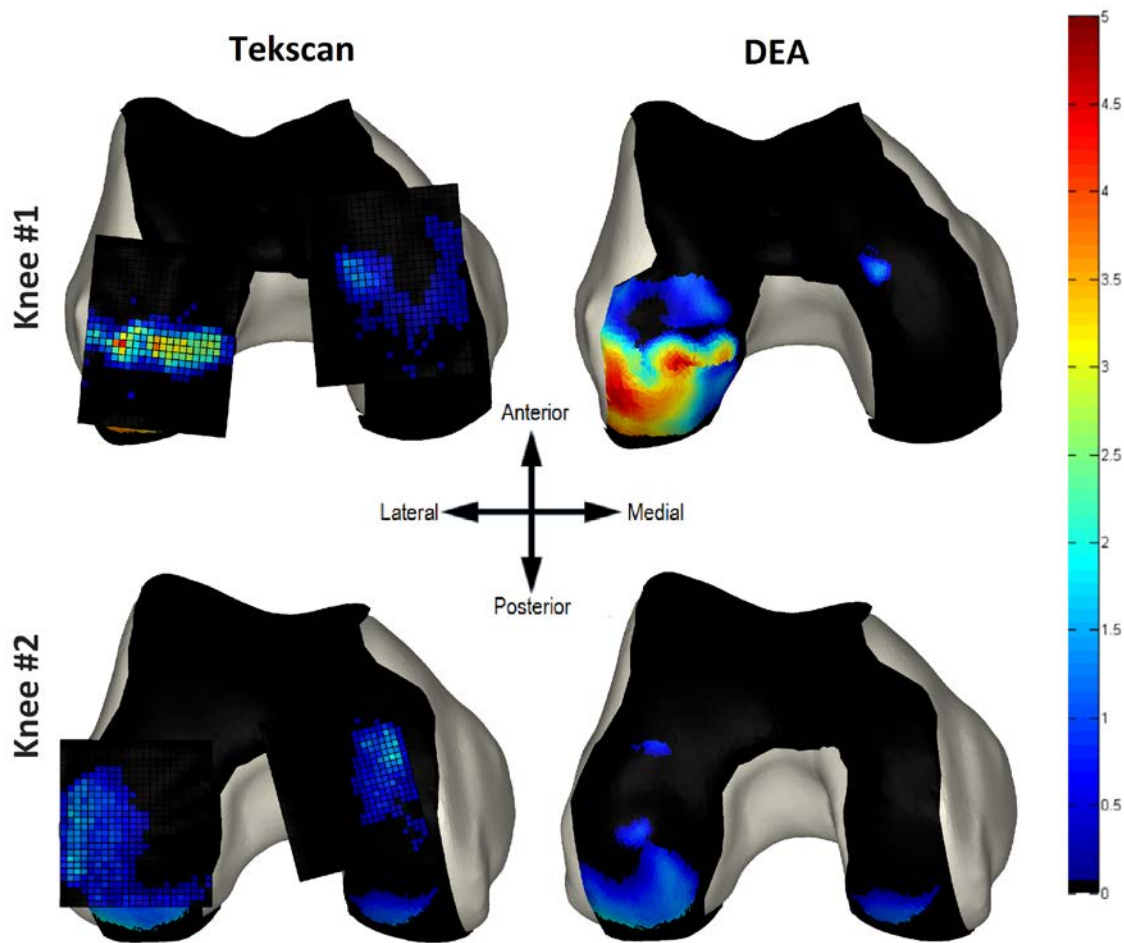 Tekscan
DEA
Knee #1
Anterior
Lateral
Medial
Posterior
Knee #2
5
4.5
4
3.5
3
2.5
2
1.5
1
0.5
0